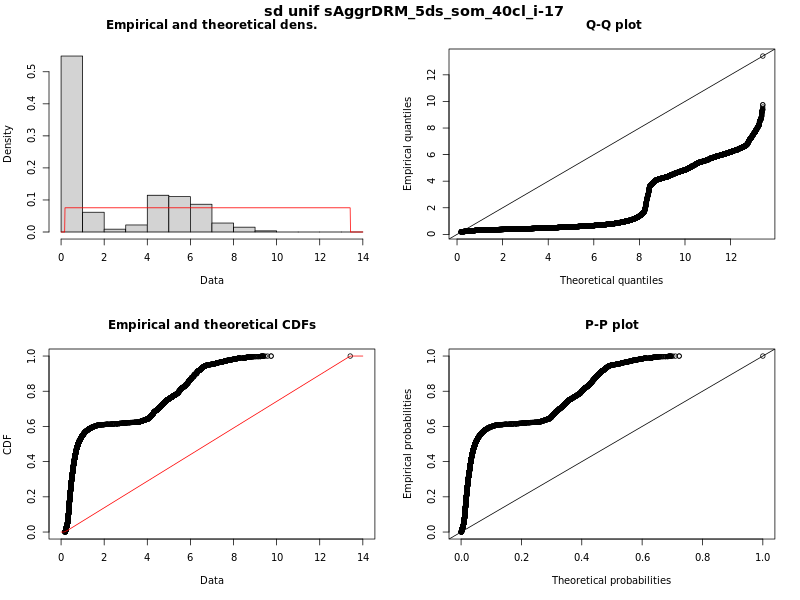 sd unif sAggrDRM_5ds_som_40cl_i-17
Empirical and theoretical dens.
Density
0.0 0.1 0.2 0.3 0.4 0.5
0 2 4 6 8 10 12 14
Data
Q-Q plot
Empirical quantiles
0 2 4 6 8 10 12
0 2 4 6 8 10 12
Theoretical quantiles
Empirical and theoretical CDFs
CDF
0.0 0.2 0.4 0.6 0.8 1.0
0 2 4 6 8 10 12 14
Data
P-P plot
Empirical probabilities
0.0 0.2 0.4 0.6 0.8 1.0
0.0 0.2 0.4 0.6 0.8 1.0
Theoretical probabilities